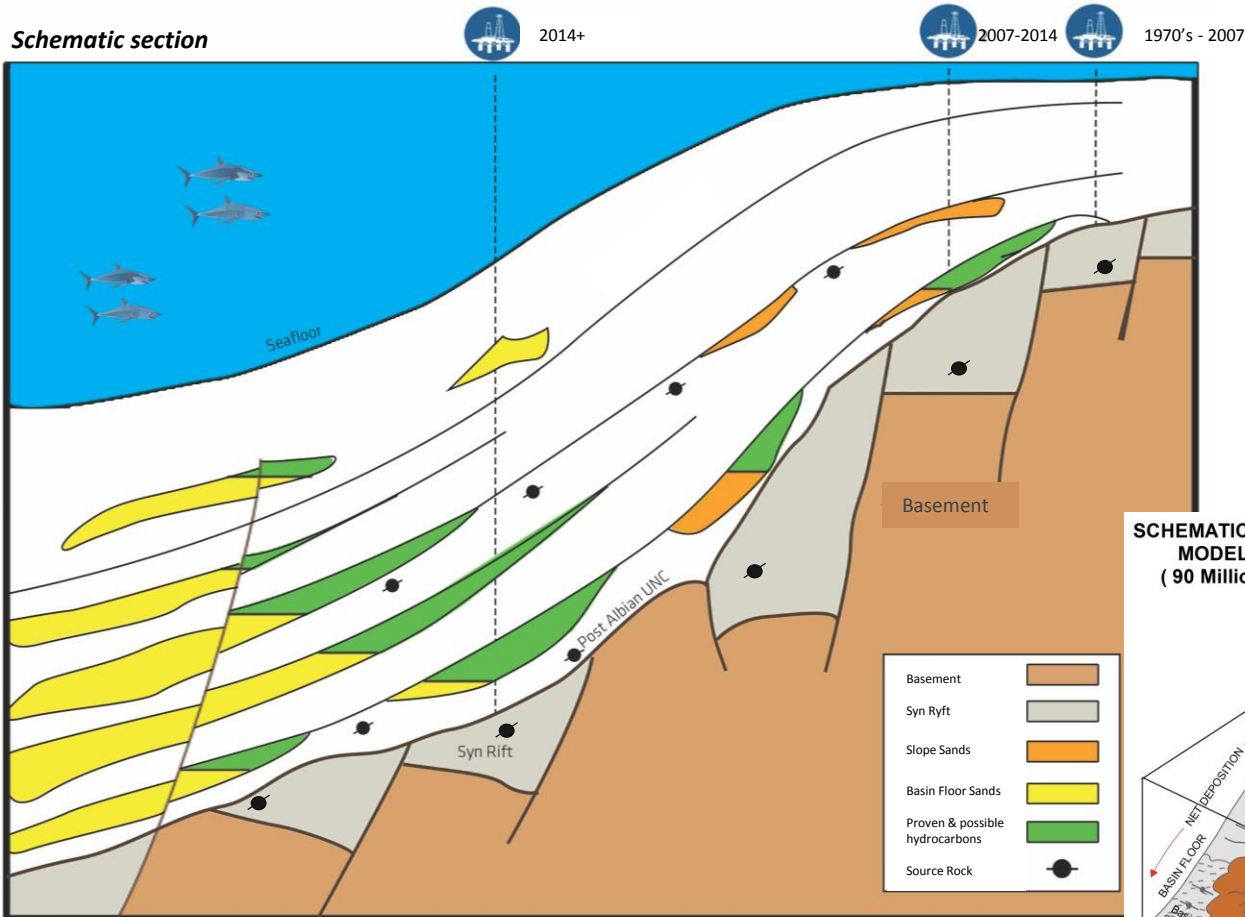 Schematic section
2014+
2007-2014
1970's - 2007
Seafloor
Basement
Post Albian UNC
Syn Rift
Basement
Syn Ryft
Slope Sands
Basin Floor Sands
Proven & possible
hydrocarbons
Source Rock
SCHEMATIC
MODEL
( 90 Millio
NET DEPOSITION
BASIN FLOOR